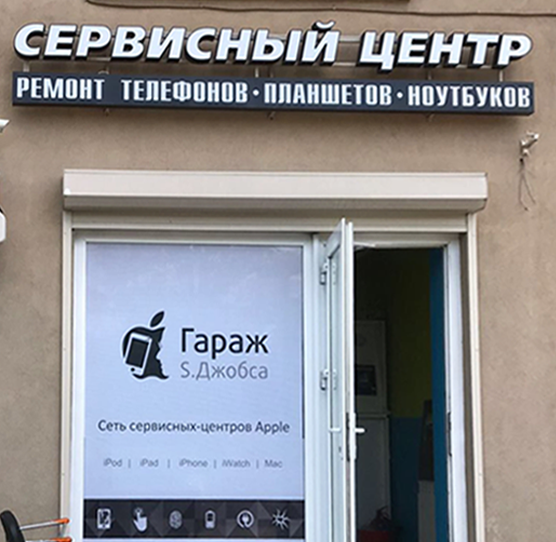 СЕРВИСНЫЙ ЦЕНТР
РЕМОНТ ТЕЛЕФОНОВ·ПЛАНШЕТОВ·НОУТБУКОВ
Гараж
S.Джобса
Сеть сервисных-центров Apple
iPod | iPad | iPhone | iWatch | Mac